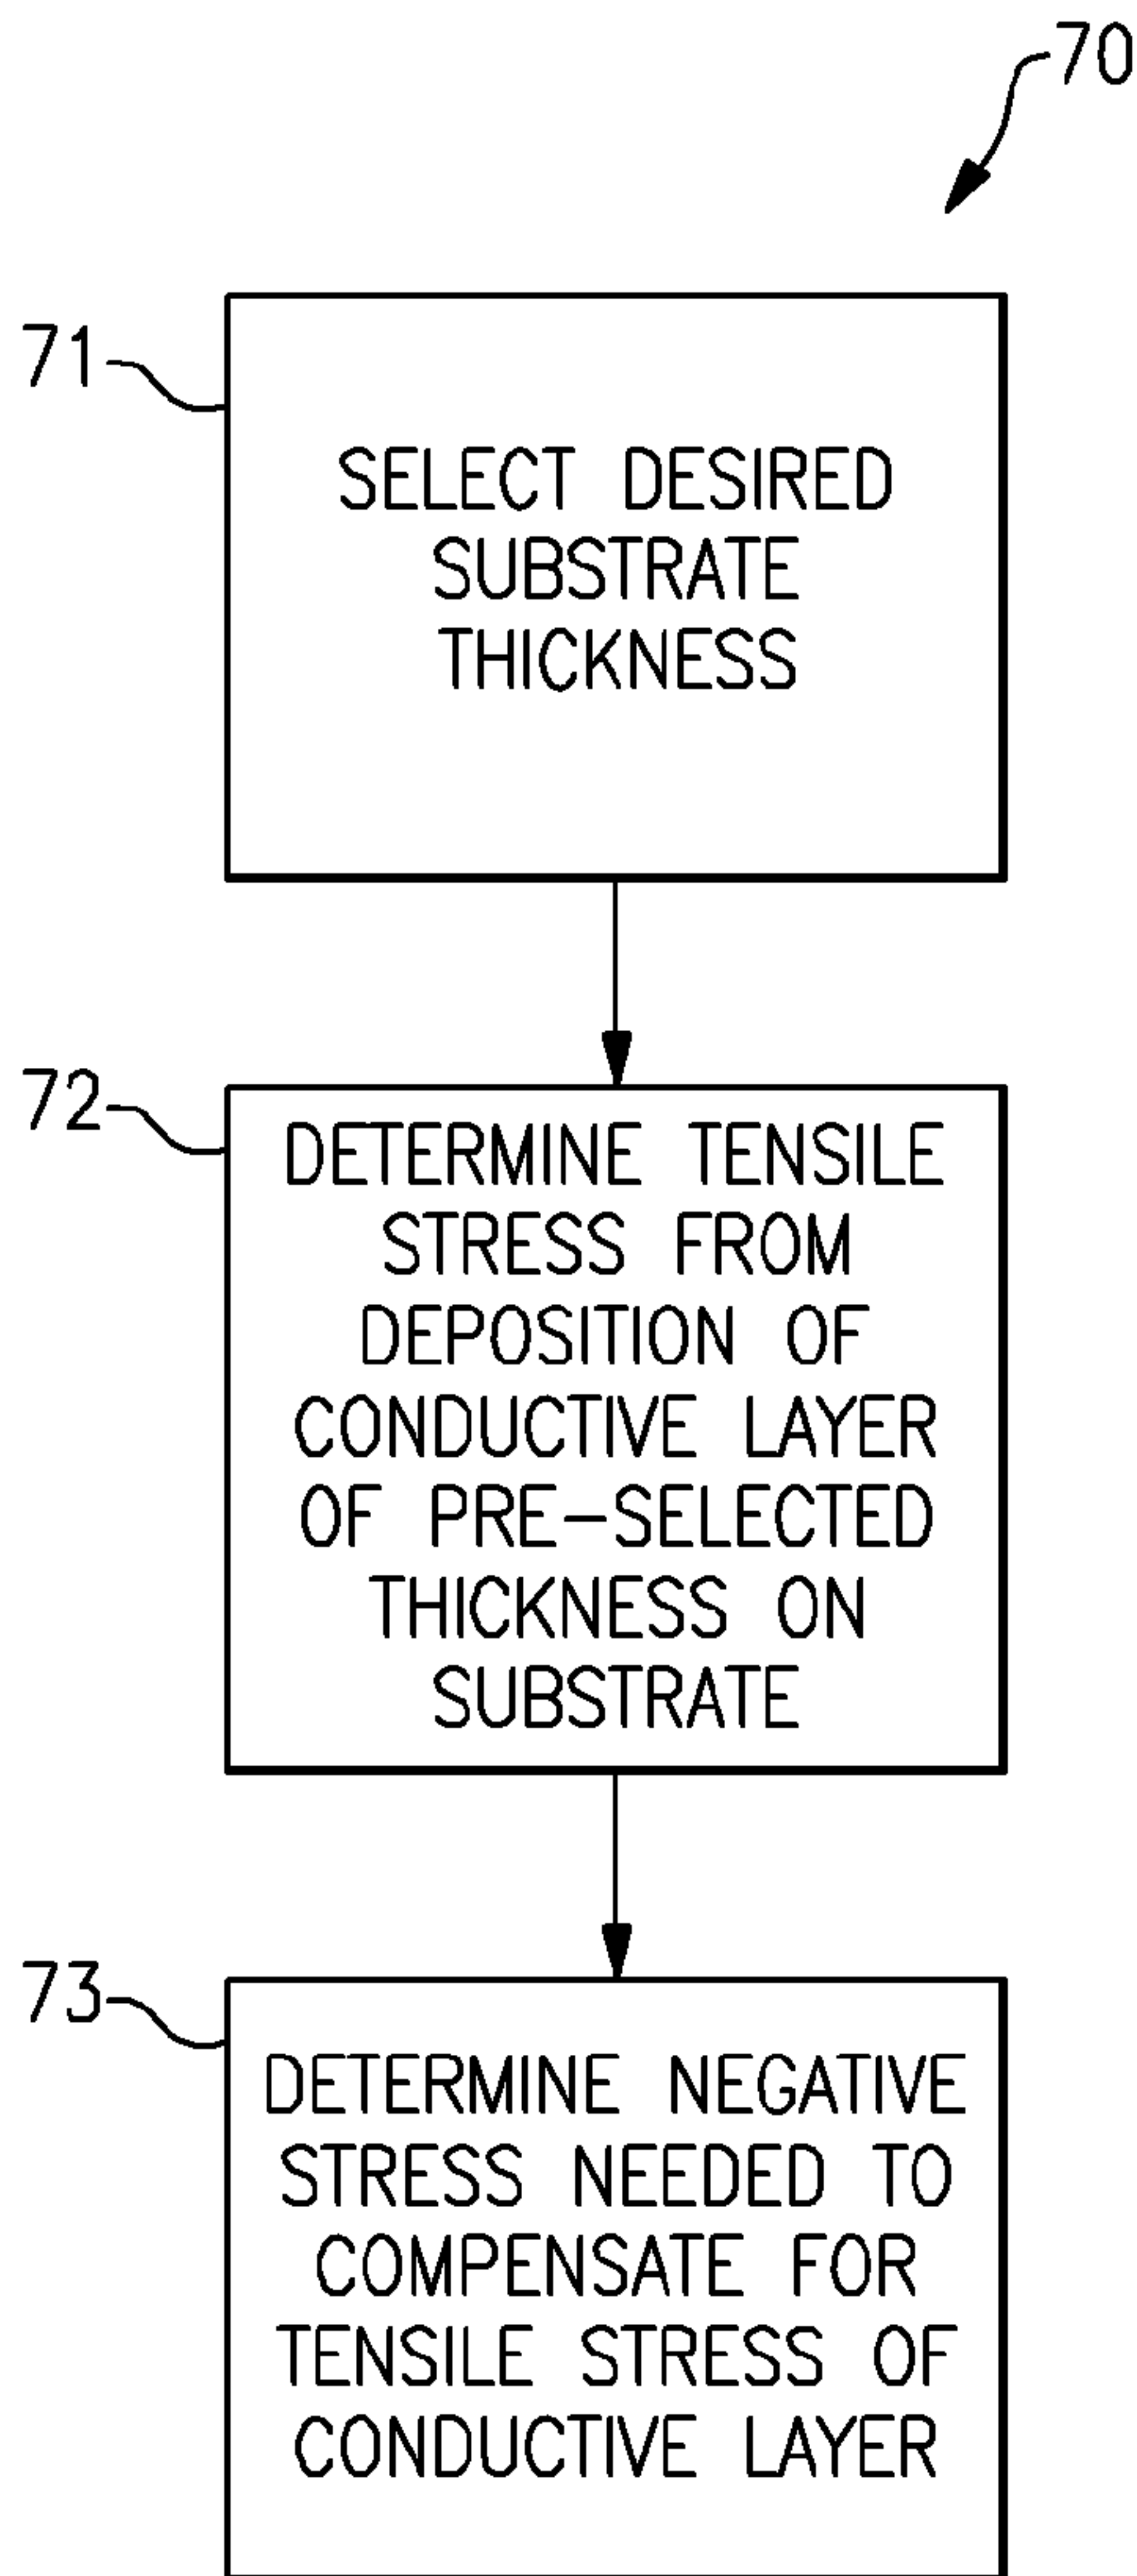 70
71
SELECT DESIRED
SUBSTRATE
THICKNESS
72
DETERMINE TENSILE
STRESS FROM
DEPOSITION OF
CONDUCTIVE LAYER
OF PRE-SELECTED
THICKNESS ON
SUBSTRATE
73
DETERMINE NEGATIVE
STRESS NEEDED TO
COMPENSATE FOR
TENSILE STRESS OF
CONDUCTIVE LAYER